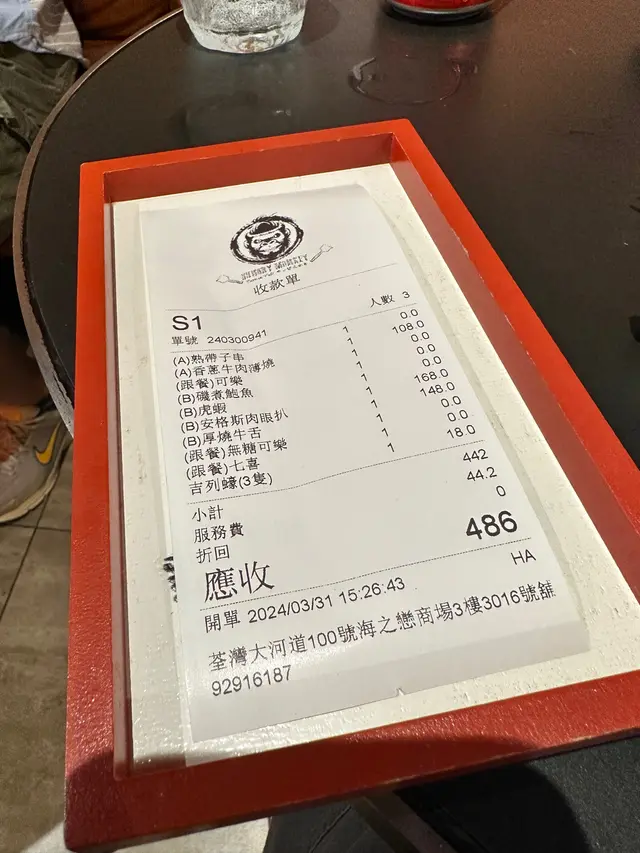 HUNGRY MONKEY
收款單
S1 人數 3
單號 240300941
(A)熟帶子串 1 0.0
(A)香蔥牛肉薄燒 1 108.0
(跟餐)可樂 1 0.0
(B)磯煮鮑魚 1 0.0
(B)虎蝦 1 0.0
(B)安格斯肉眼扒 1 168.0
(B)厚燒牛舌 1 148.0
(跟餐)無糖可樂 1 0.0
(跟餐)七喜 1 0.0
吉列蠔(3隻) 1 18.0
小計 442
服務費 44.2
折回 0
應收 486
開單 2024/03/31 15:26:43 HA
荃灣大河道100號海之戀商場3樓3016號舖
92916187